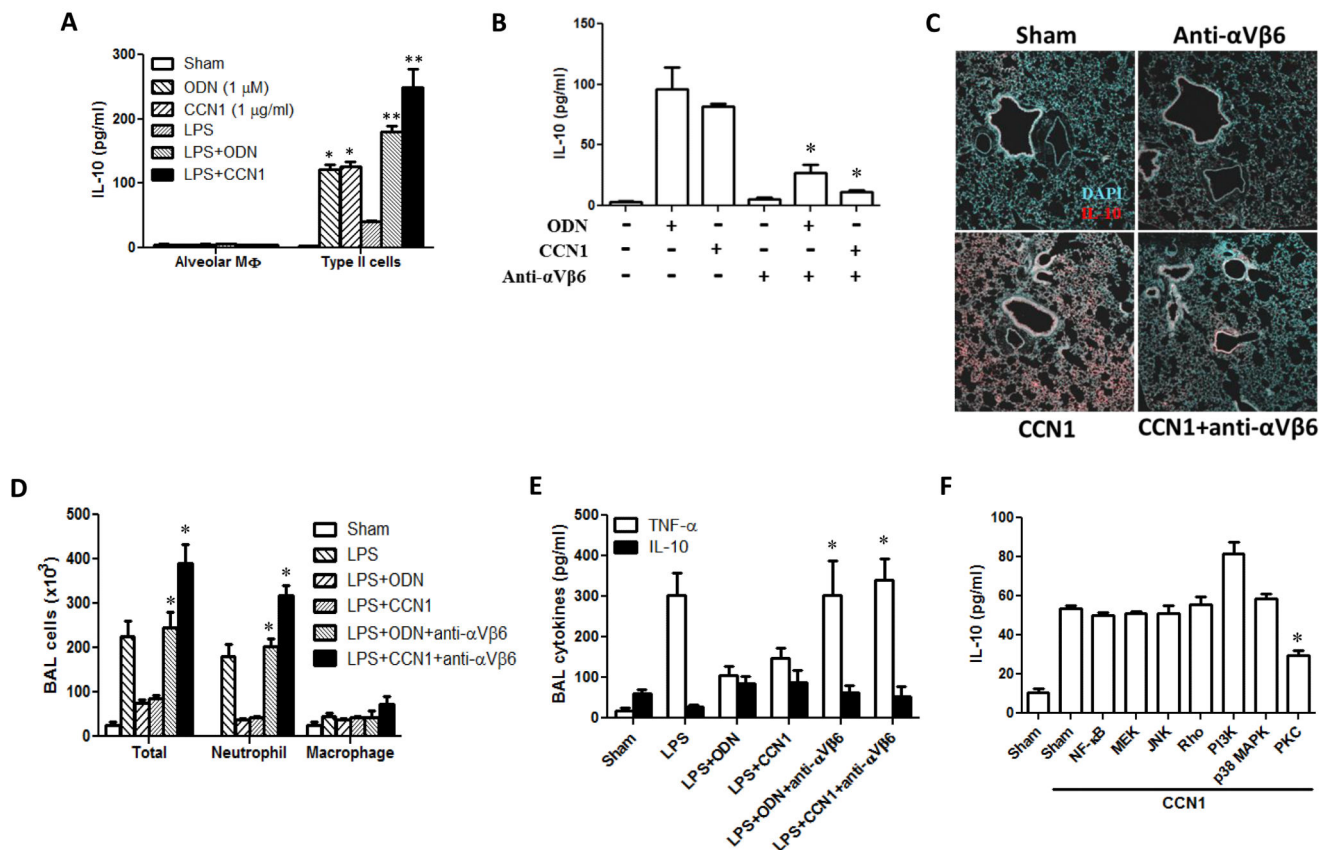 A
300
200
100
0
IL-10 (pg/ml)
Sham
ODN (1 μM)
CCN1 (1 μg/ml)
LPS
LPS+ODN
LPS+CCN1
* * ** **
Alveolar MΦ Type II cells
B
150
100
50
0
IL-10 (pg/ml)
* *
ODN - + - - + -
CCN1 - - + - - +
Anti-αVβ6 - - - + + +
C
Sham Anti-αVβ6
DAPI
IL-10
CCN1 CCN1+anti-αVβ6
D
500
400
300
200
100
0
BAL cells (x10³)
Sham
LPS
LPS+ODN
LPS+CCN1
LPS+ODN+anti-αVβ6
LPS+CCN1+anti-αVβ6
* * * *
Total Neutrophil Macrophage
E
500
400
300
200
100
0
BAL cytokines (pg/ml)
TNF-α
IL-10
* *
Sham
LPS
LPS+ODN
LPS+CCN1
LPS+ODN+anti-αVβ6
LPS+CCN1+anti-αVβ6
F
100
80
60
40
20
0
IL-10 (pg/ml)
*
Sham
Sham
NF-κB
MEK
JNK
Rho
PI3K
p38 MAPK
PKC
CCN1